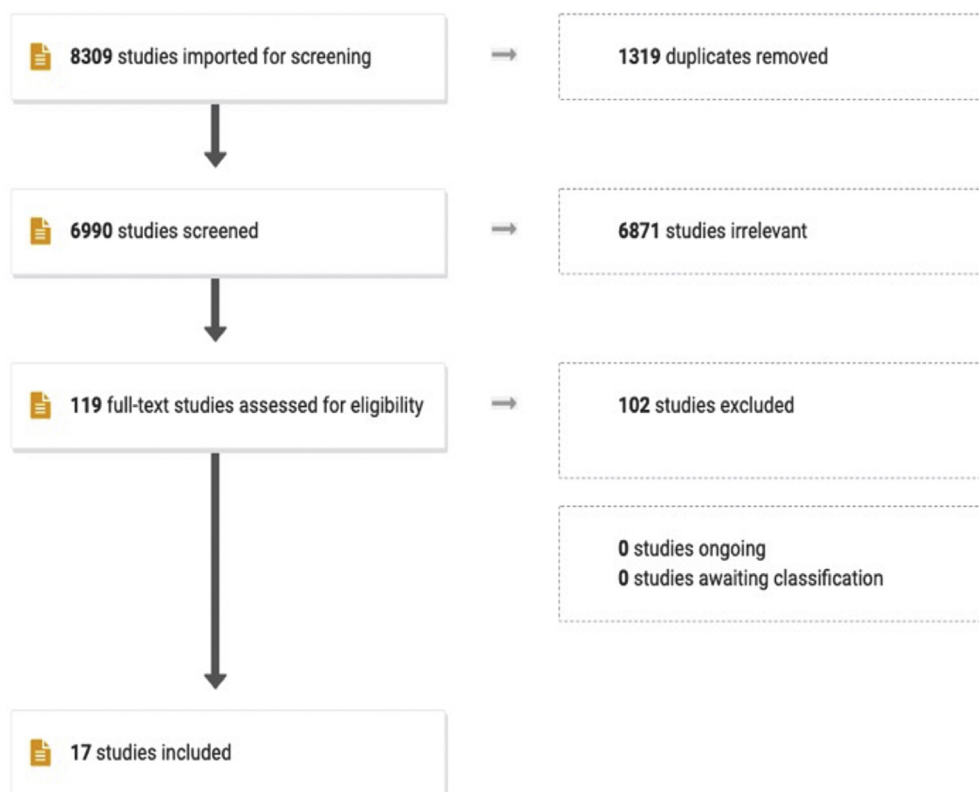 8309 studies imported for screening
1319 duplicates removed
6990 studies screened
6871 studies irrelevant
119 full-text studies assessed for eligibility
102 studies excluded
0 studies ongoing
0 studies awaiting classification
17 studies included